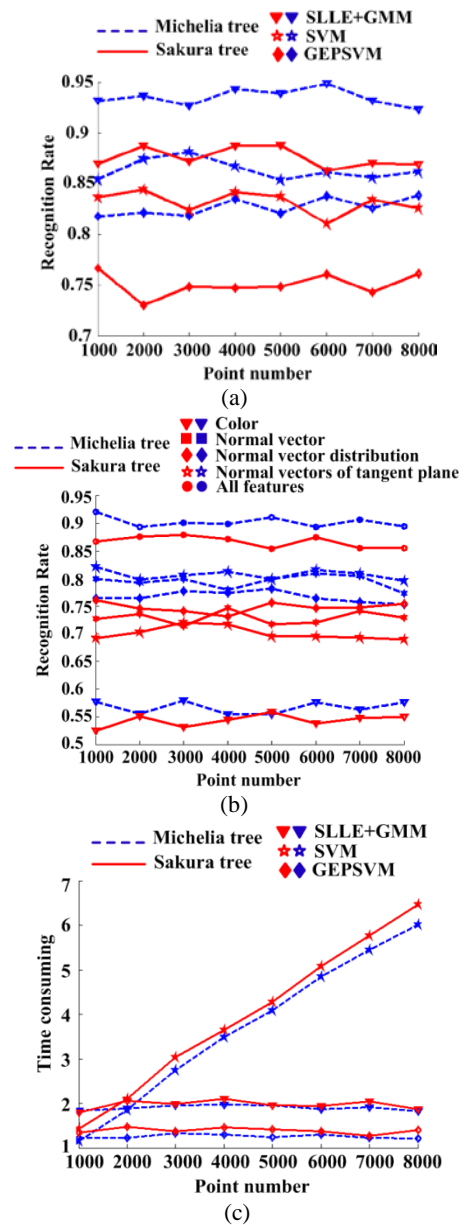 Michelia tree SLLE+GMM
Sakura tree SVM
GEPSVM
0.95
0.9
0.85
0.8
0.75
0.7
Recognition Rate
1000 2000 3000 4000 5000 6000 7000 8000
Point number
(a)
Color
Michelia tree Normal vector
Normal vector distribution
Sakura tree Normal vectors of tangent plane
All features
0.95
0.9
0.85
0.8
0.75
0.7
0.65
0.6
0.55
0.5
Recognition Rate
1000 2000 3000 4000 5000 6000 7000 8000
Point number
(b)
Michelia tree SLLE+GMM
Sakura tree SVM
GEPSVM
7
6
5
4
3
2
1
Time consuming
1000 2000 3000 4000 5000 6000 7000 8000
Point number
(c)